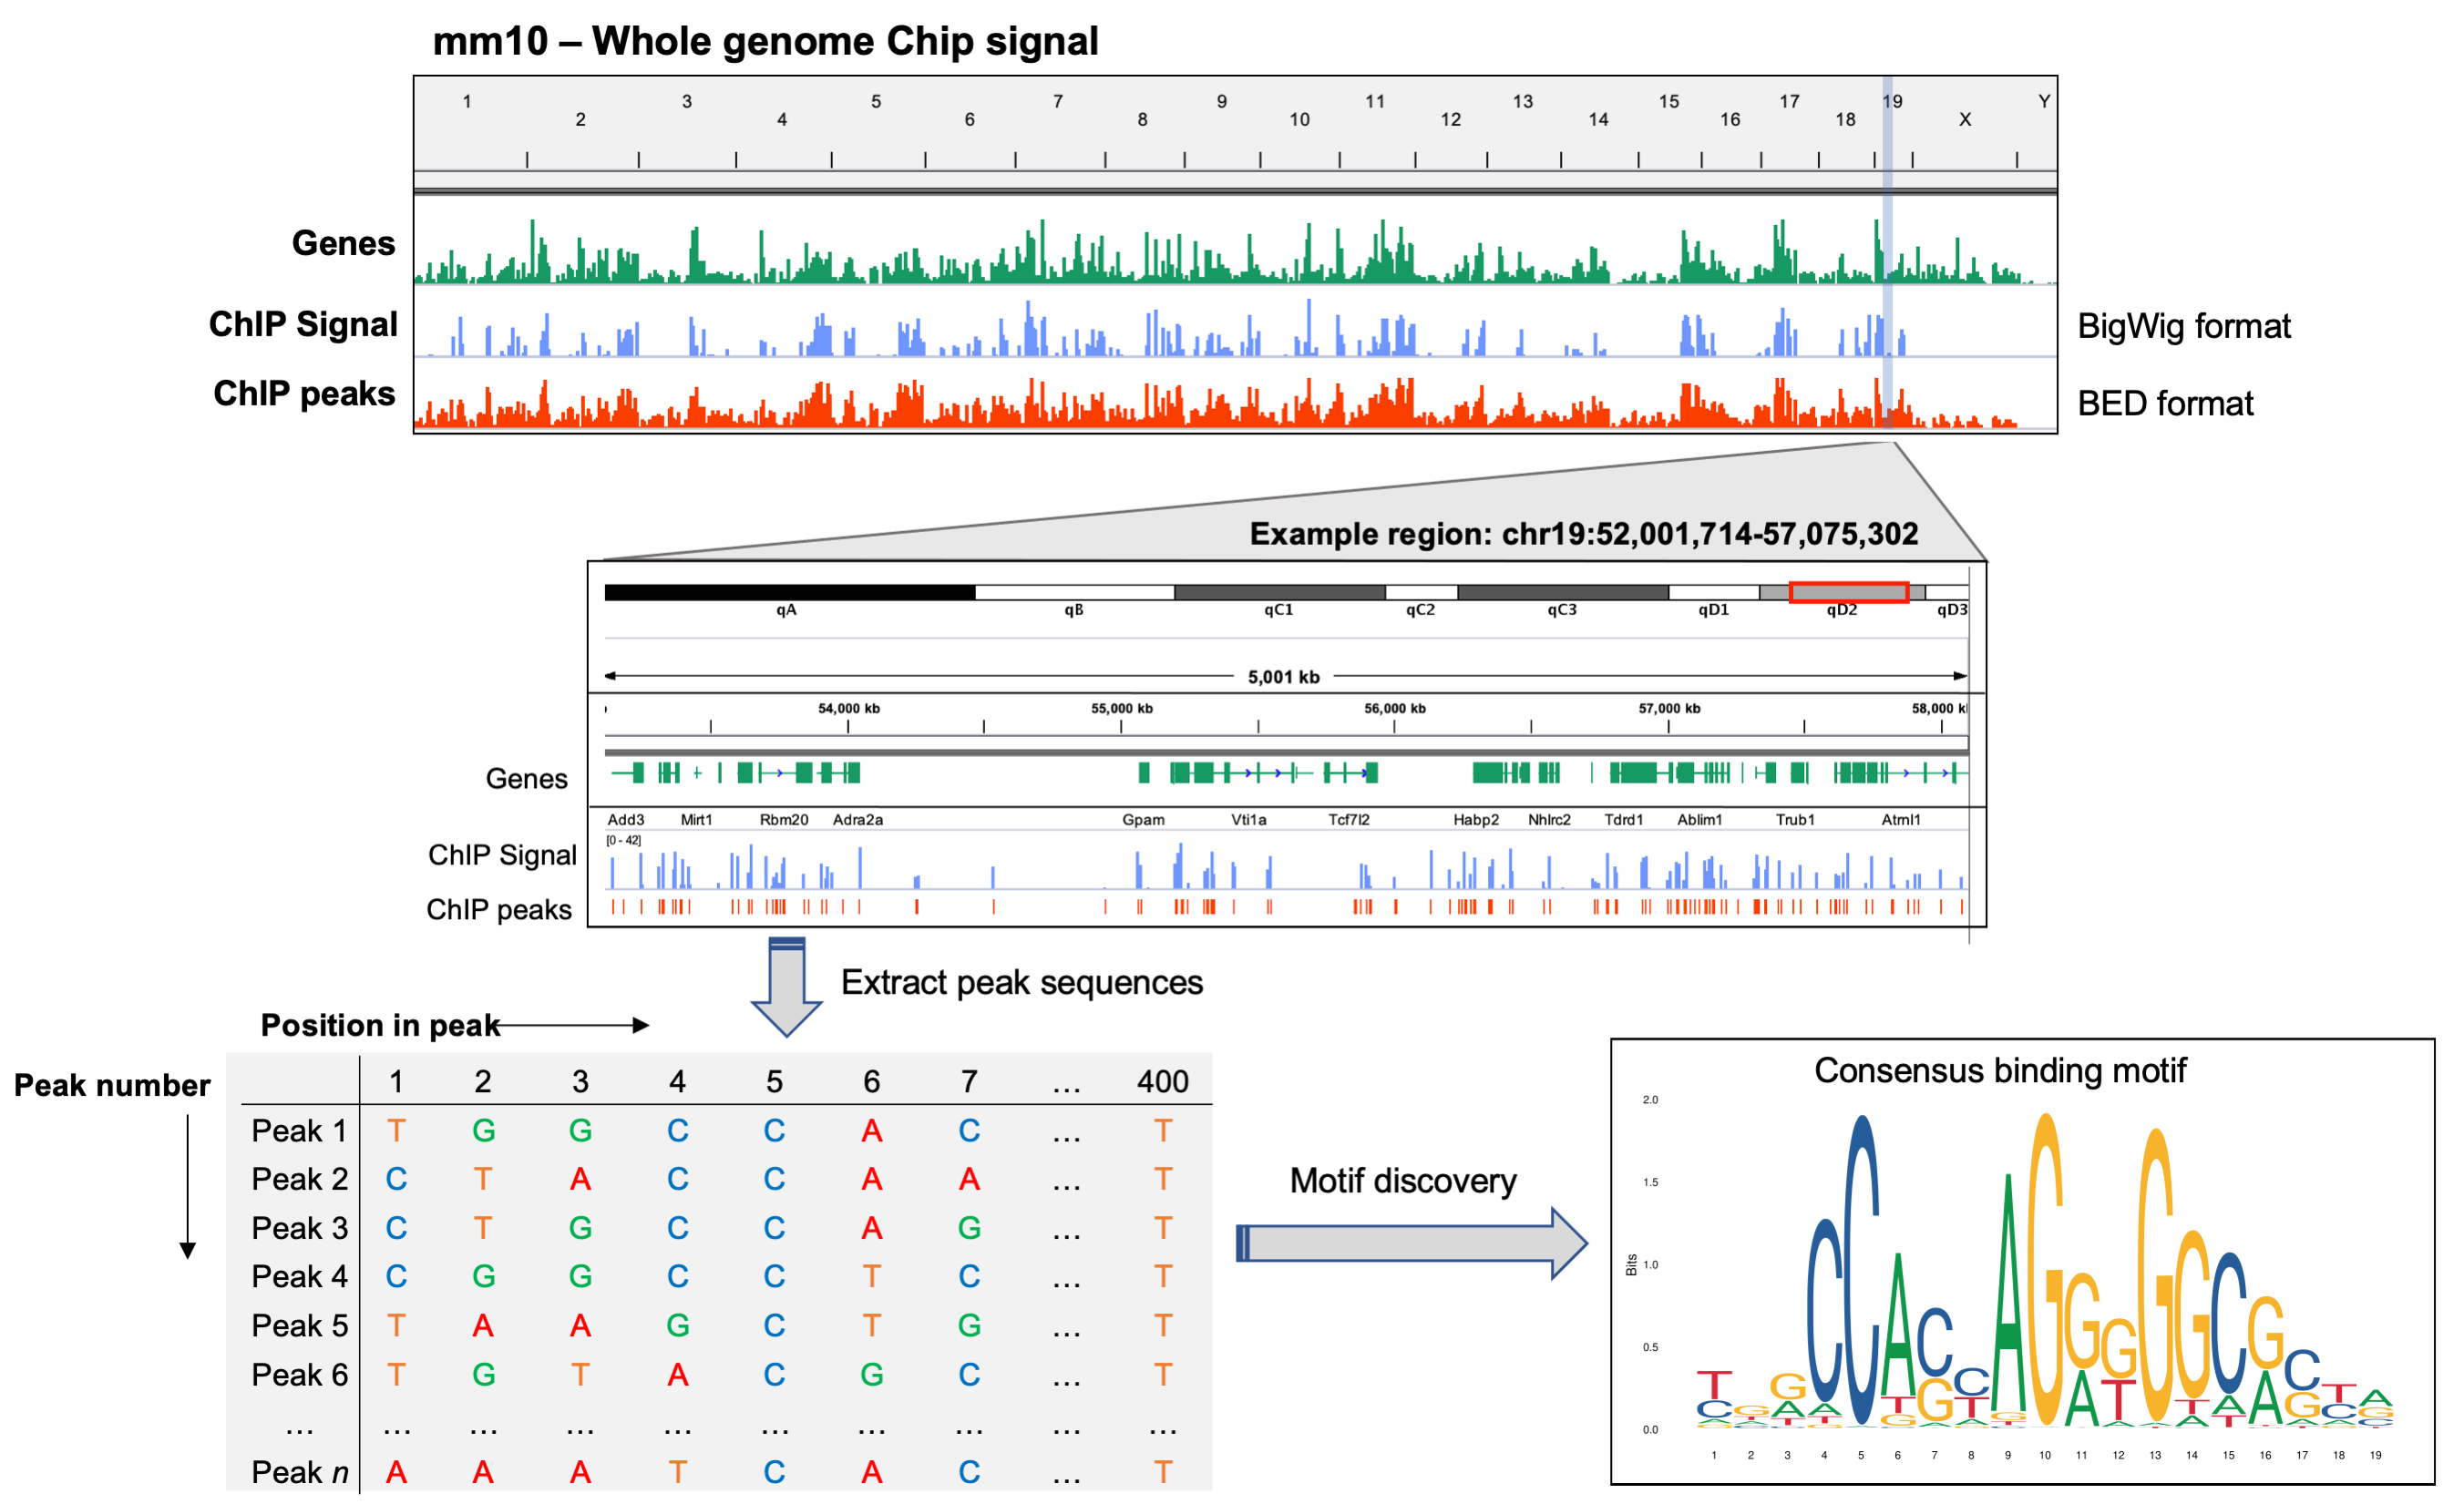 mm10 – Whole genome Chip signal
1 3 5 7 9 11 13 15 17 19 Y
2 4 6 8 10 12 14 16 18 X
Genes
ChIP Signal
BigWig format
ChIP peaks
BED format
Example region: chr19:52,001,714-57,075,302
qA qB qC1 qC2 qC3 qD1 qD2 qD3
5,001 kb
54,000 kb 55,000 kb 56,000 kb 57,000 kb 58,000 k
Genes
Add3 Mirt1 Rbm20 Adra2a Gpam Vti1a Tcf7l2 Habp2 Nhlrc2 Tdrd1 Ablim1 Trub1 Atrnl1
[0 - 42]
ChIP Signal
ChIP peaks
Extract peak sequences
Position in peak
Peak number
1 2 3 4 5 6 7 ... 400
Peak 1 T G G C C A C ... T
Peak 2 C T A C C A A ... T
Peak 3 C T G C C A G ... T
Peak 4 C G G C C T C ... T
Peak 5 T A A G C T G ... T
Peak 6 T G T A C G C ... T
... ... ... ... ... ... ... ... ... ...
Peak n A A A T C A C ... T
Motif discovery
Consensus binding motif
2.0
1.5
1.0
0.5
0.0
Bits
1 2 3 4 5 6 7 8 9 10 11 12 13 14 15 16 17 18 19